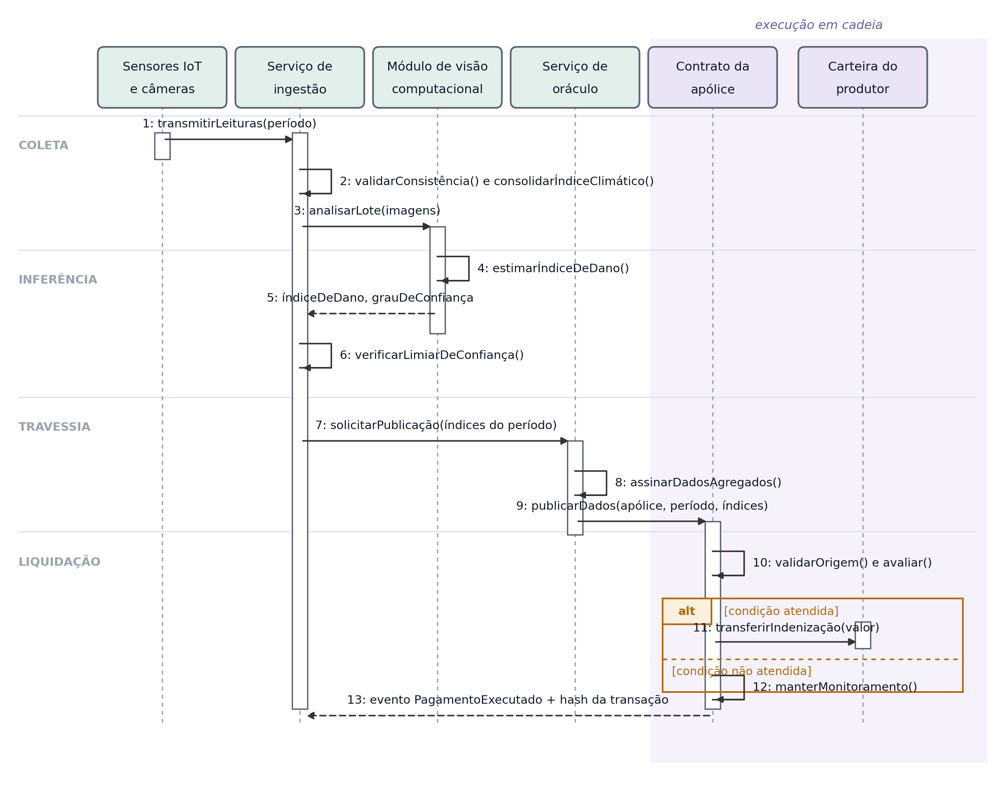 execução em cadeia
Sensores IoT
e câmeras
Serviço de
ingestão
Módulo de visão
computacional
Serviço de
oráculo
Contrato da
apólice
Carteira do
produtor
1: transmitirLeituras(período)
COLETA
2: validarConsistência() e consolidarÍndiceClimático()
3: analisarLote(imagens)
4: estimarÍndiceDeDano()
INFERÊNCIA
5: índiceDeDano, grauDeConfiança
6: verificarLimiarDeConfiança()
7: solicitarPublicação(índices do período)
TRAVESSIA
8: assinarDadosAgregados()
9: publicarDados(apólice, período, índices)
LIQUIDAÇÃO
10: validarOrigem() e avaliar()
alt [condição atendida]
11: transferirIndenização(valor)
[condição não atendida]
12: manterMonitoramento()
13: evento PagamentoExecutado + hash da transação